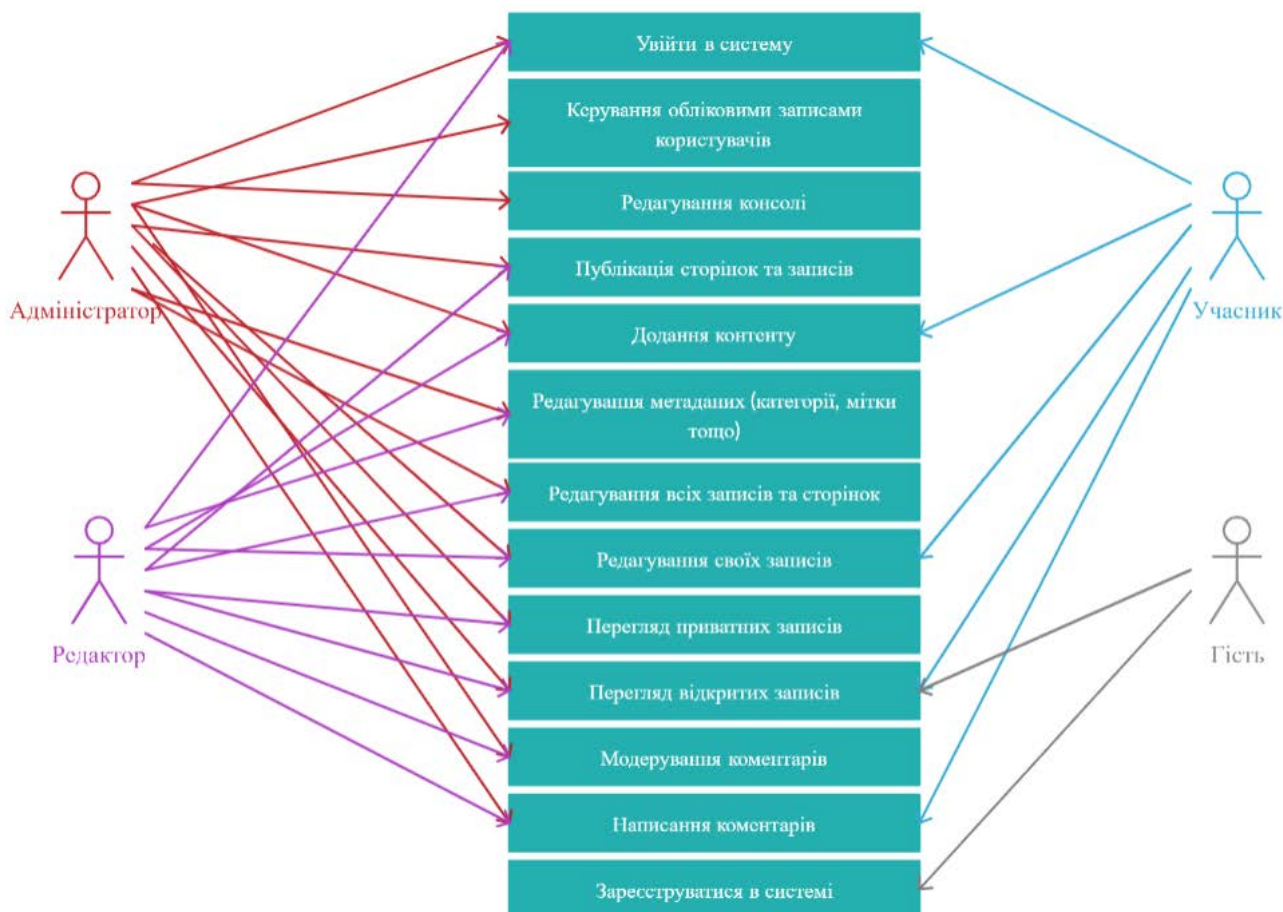 Увійти в систему
Керування обліковими записами
користувачів
Редагування консолі
Публікація сторінок та записів
Адміністратор
Учасник
Додання контенту
Редагування метаданих (категорії, мітки
тощо)
Редагування всіх записів та сторінок
Редагування своїх записів
Перегляд приватних записів
Редактор
Гість
Перегляд відкритих записів
Модерування коментарів
Написання коментарів
Зареєструватися в системі